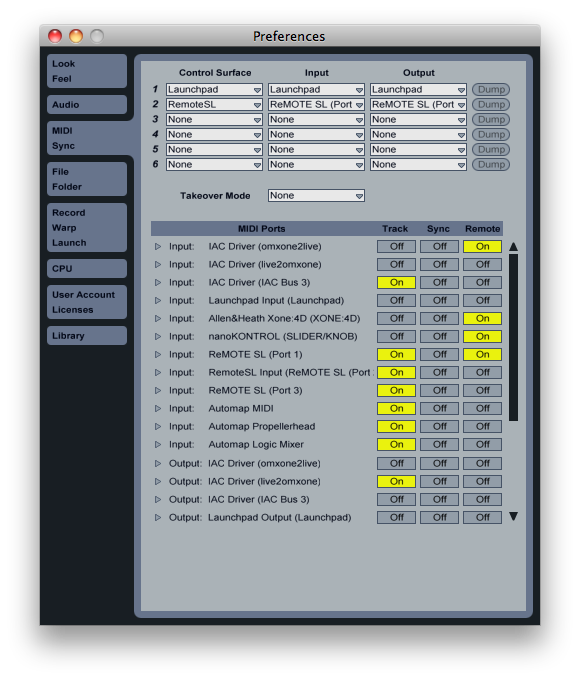 Preferences
Look
Feel
Audio
MIDI
Sync
File
Folder
Record
Warp
Launch
CPU
User Account
Licenses
Library
Control Surface Input Output
1 Launchpad Launchpad Launchpad Dump
2 RemoteSL ReMOTE SL (Port ReMOTE SL (Port Dump
3 None None None Dump
4 None None None Dump
5 None None None Dump
6 None None None Dump
Takeover Mode None
MIDI Ports Track Sync Remote
Input: IAC Driver (omxone2live) Off Off On
Input: IAC Driver (live2omxone) Off Off Off
Input: IAC Driver (IAC Bus 3) On Off Off
Input: Launchpad Input (Launchpad) Off Off Off
Input: Allen&Heath Xone:4D (XONE:4D) Off Off On
Input: nanoKONTROL (SLIDER/KNOB) Off Off On
Input: ReMOTE SL (Port 1) On Off On
Input: RemoteSL Input (ReMOTE SL (Port On Off Off
Input: ReMOTE SL (Port 3) On Off Off
Input: Automap MIDI On Off Off
Input: Automap Propellerhead On Off Off
Input: Automap Logic Mixer On Off Off
Output: IAC Driver (omxone2live) Off Off Off
Output: IAC Driver (live2omxone) On Off Off
Output: IAC Driver (IAC Bus 3) Off Off Off
Output: Launchpad Output (Launchpad) Off Off Off